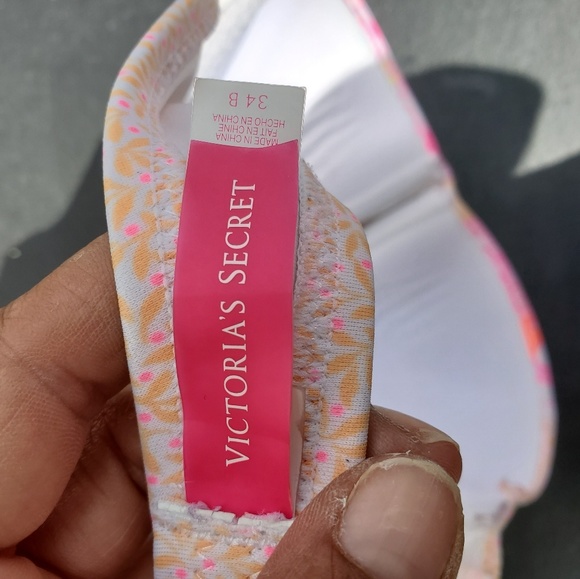 34 B
MADE IN CHINA
FAIT EN CHINE
HECHO EN CHINA
VICTORIA'S SECRET